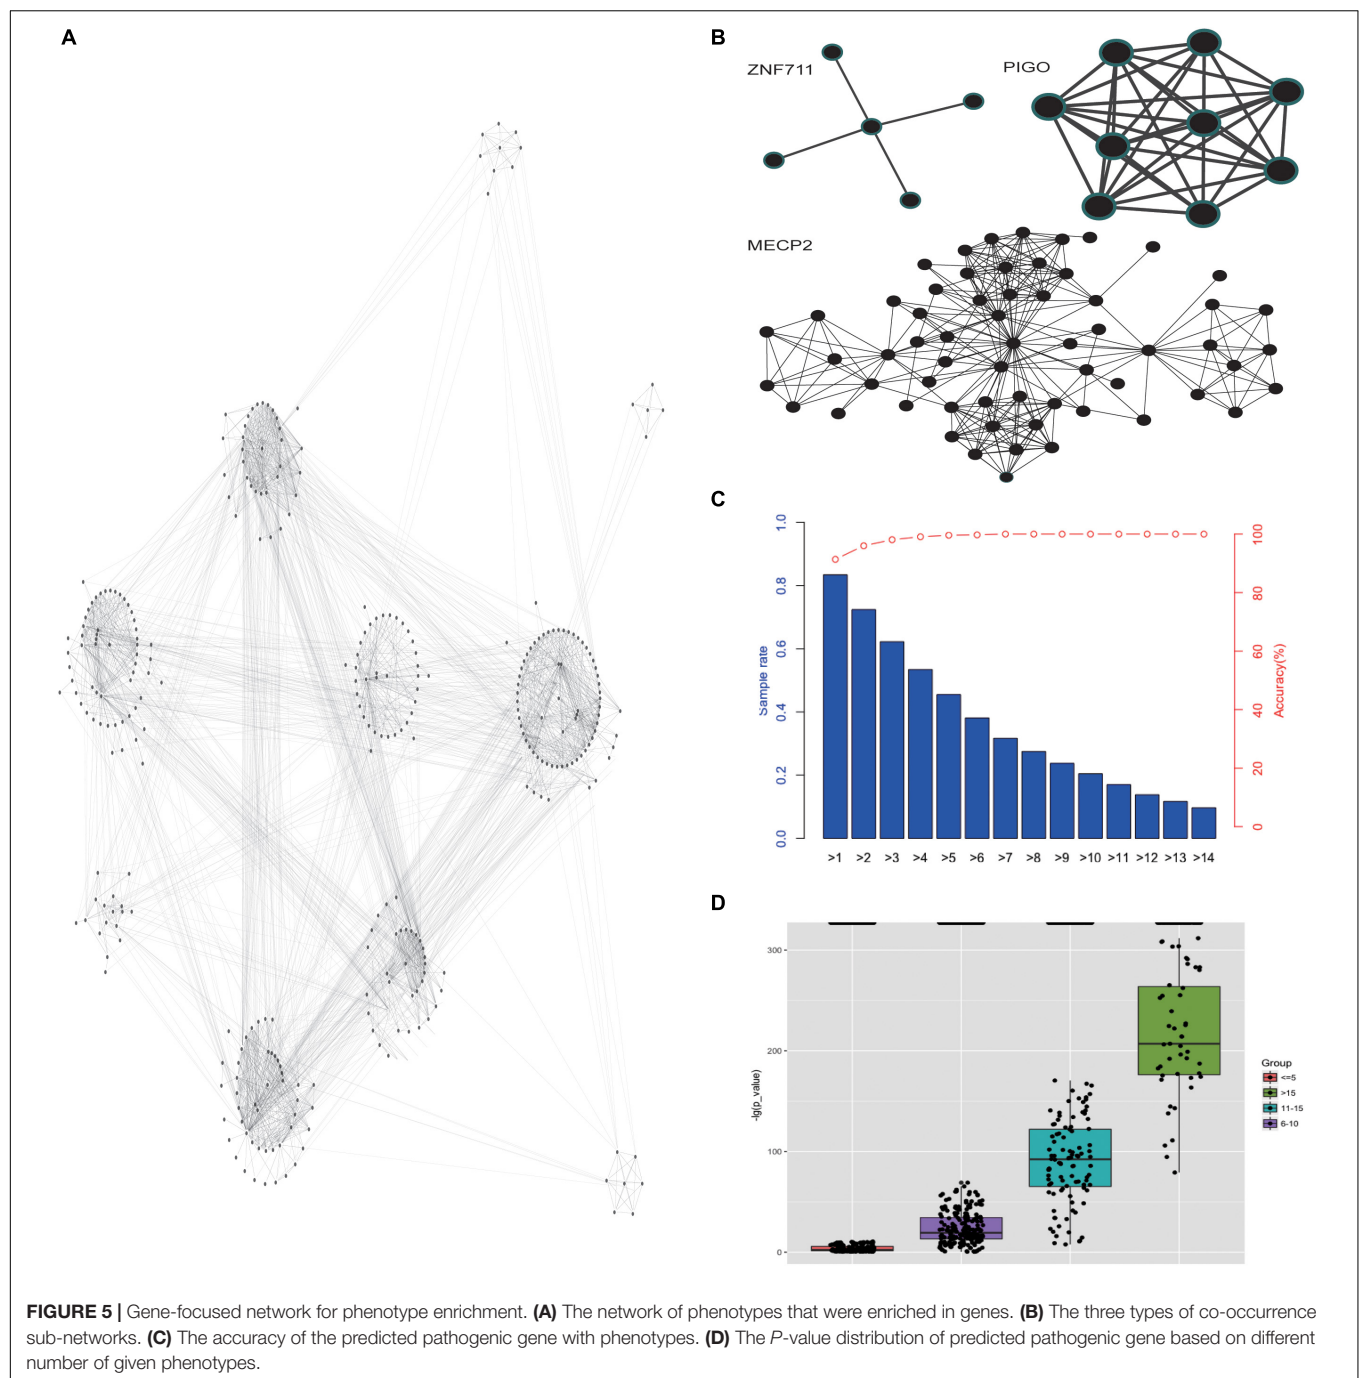 A
B
ZNF711
PIGO
MECP2
C
1.0
0.8
0.6
0.4
0.2
0.0
Sample rate
100
80
60
40
20
0
Accuracy(%)
>1 >2 >3 >4 >5 >6 >7 >8 >9 >10 >11 >12 >13 >14
D
300
200
100
0
-lg(p_value)
Group
<=5
>15
11-15
6-10
FIGURE 5 | Gene-focused network for phenotype enrichment. (A) The network of phenotypes that were enriched in genes. (B) The three types of co-occurrence
sub-networks. (C) The accuracy of the predicted pathogenic gene with phenotypes. (D) The P-value distribution of predicted pathogenic gene based on different
number of given phenotypes.